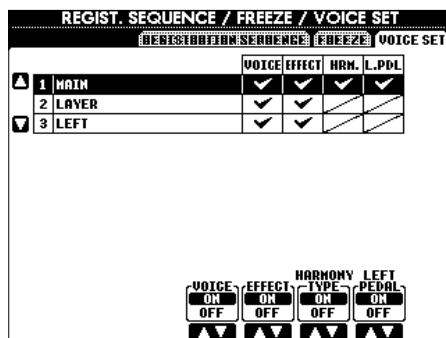 REGIST. SEQUENCE / FREEZE / VOICE SET
REGISTRATION SEQUENCE FREEZE VOICE SET
VOICE EFFECT HRM. L.PDL
1 MAIN
2 LAYER
3 LEFT
HARMONY LEFT
VOICE EFFECT TYPE PEDAL
ON ON ON ON
OFF OFF OFF OFF